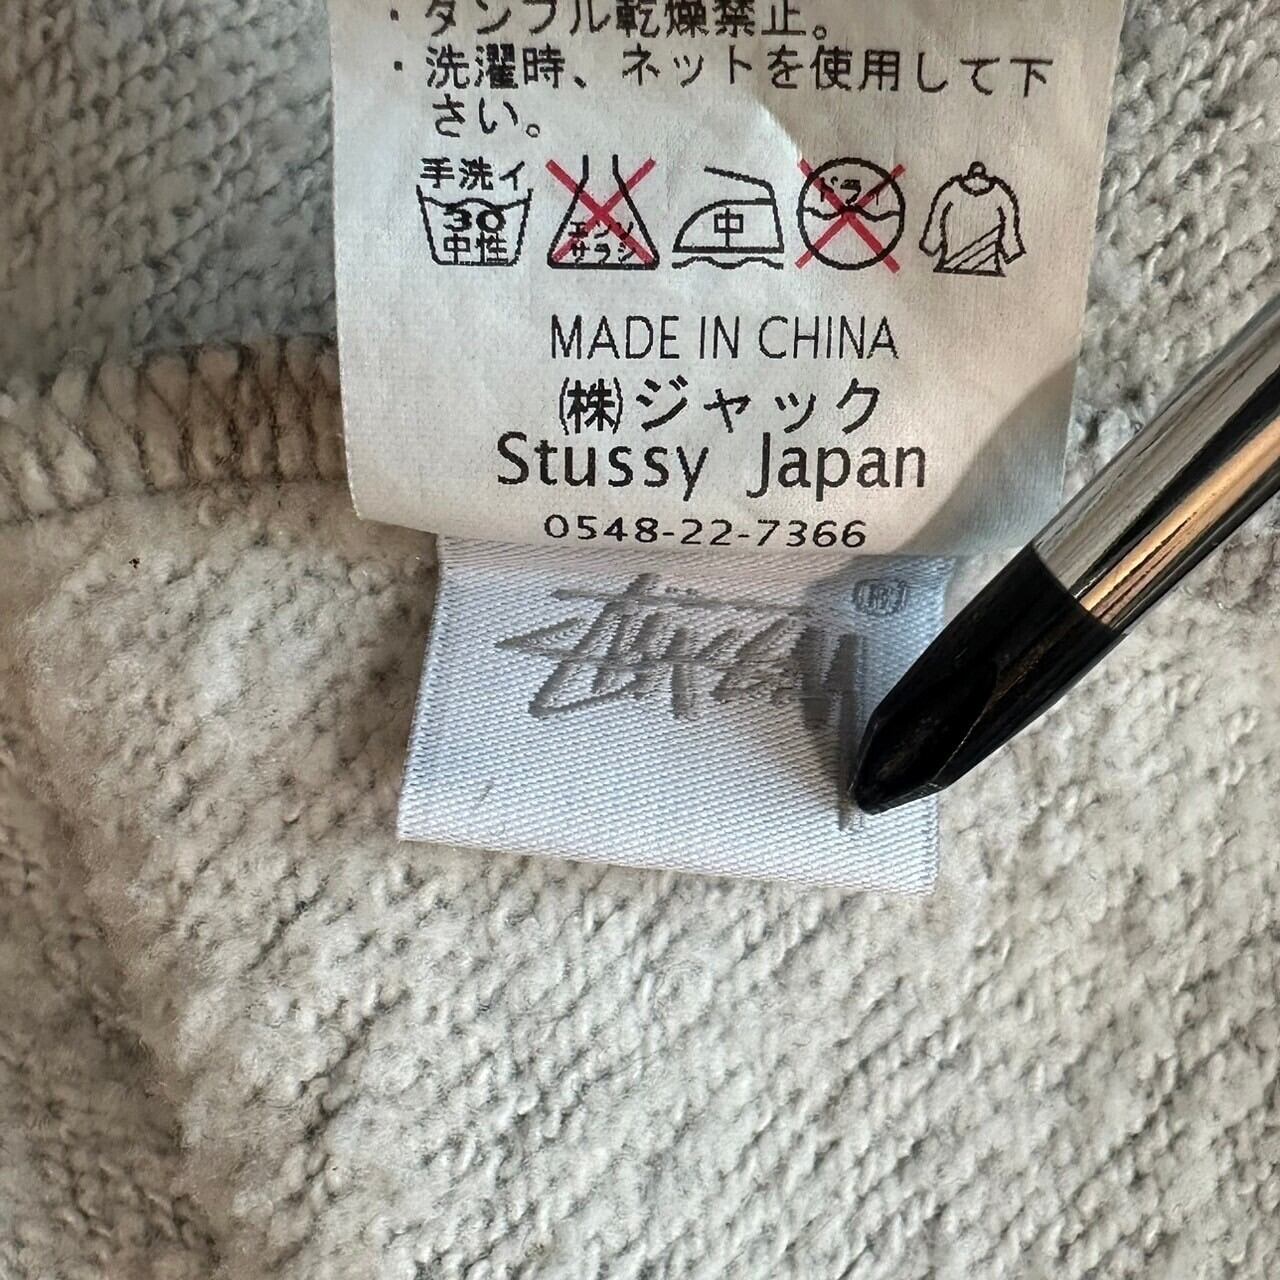 ・タンブル乾燥禁止。
・洗濯時、ネットを使用して下
さい。
手洗イ
30
中性
エンソ
サラシ
中
ドライ
MADE IN CHINA
㈱ジャック
Stussy Japan
0548-22-7366
Stüssy